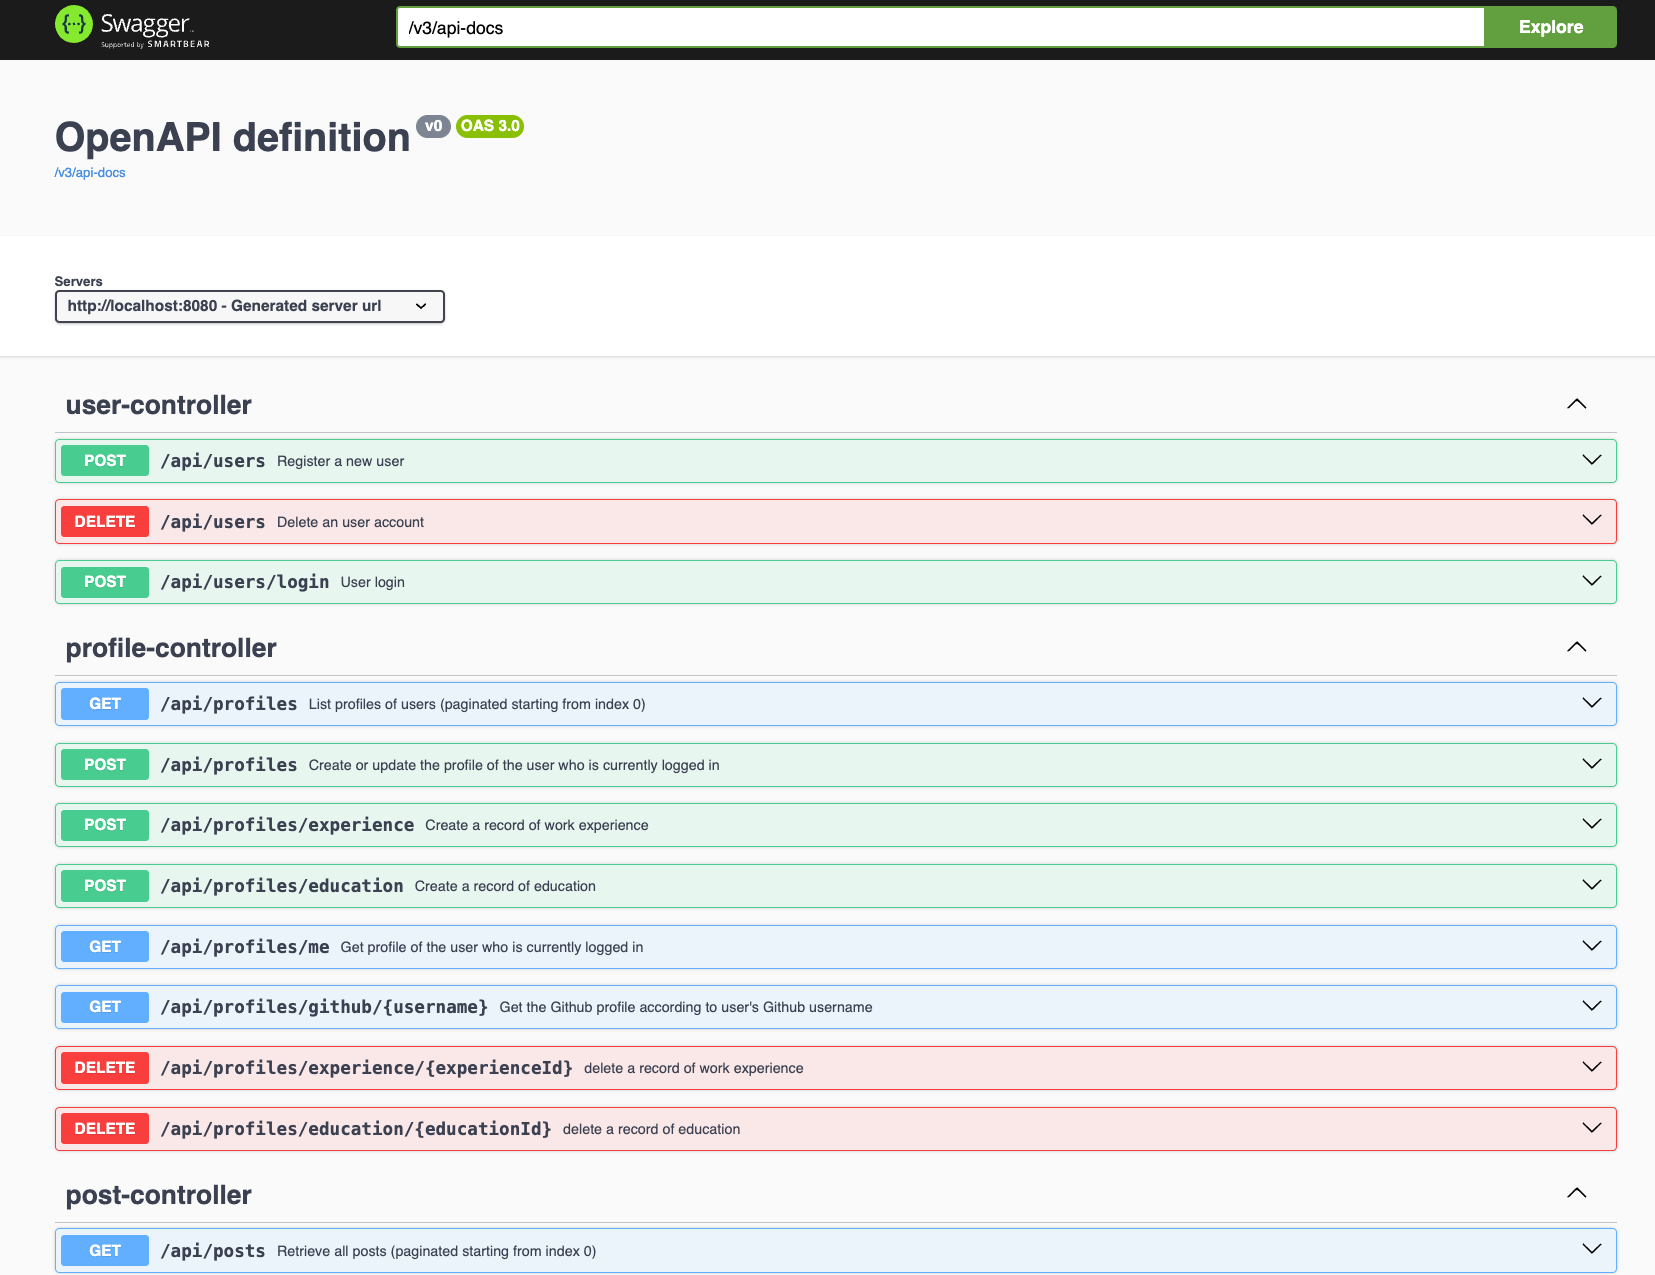 {···} Swagger
Supported by SMARTBEAR
/v3/api-docs
Explore
OpenAPI definition v0 OAS 3.0
/v3/api-docs
Servers
http://localhost:8080 - Generated server url
user-controller
POST /api/users Register a new user
DELETE /api/users Delete an user account
POST /api/users/login User login
profile-controller
GET /api/profiles List profiles of users (paginated starting from index 0)
POST /api/profiles Create or update the profile of the user who is currently logged in
POST /api/profiles/experience Create a record of work experience
POST /api/profiles/education Create a record of education
GET /api/profiles/me Get profile of the user who is currently logged in
GET /api/profiles/github/{username} Get the Github profile according to user's Github username
DELETE /api/profiles/experience/{experienceId} delete a record of work experience
DELETE /api/profiles/education/{educationId} delete a record of education
post-controller
GET /api/posts Retrieve all posts (paginated starting from index 0)